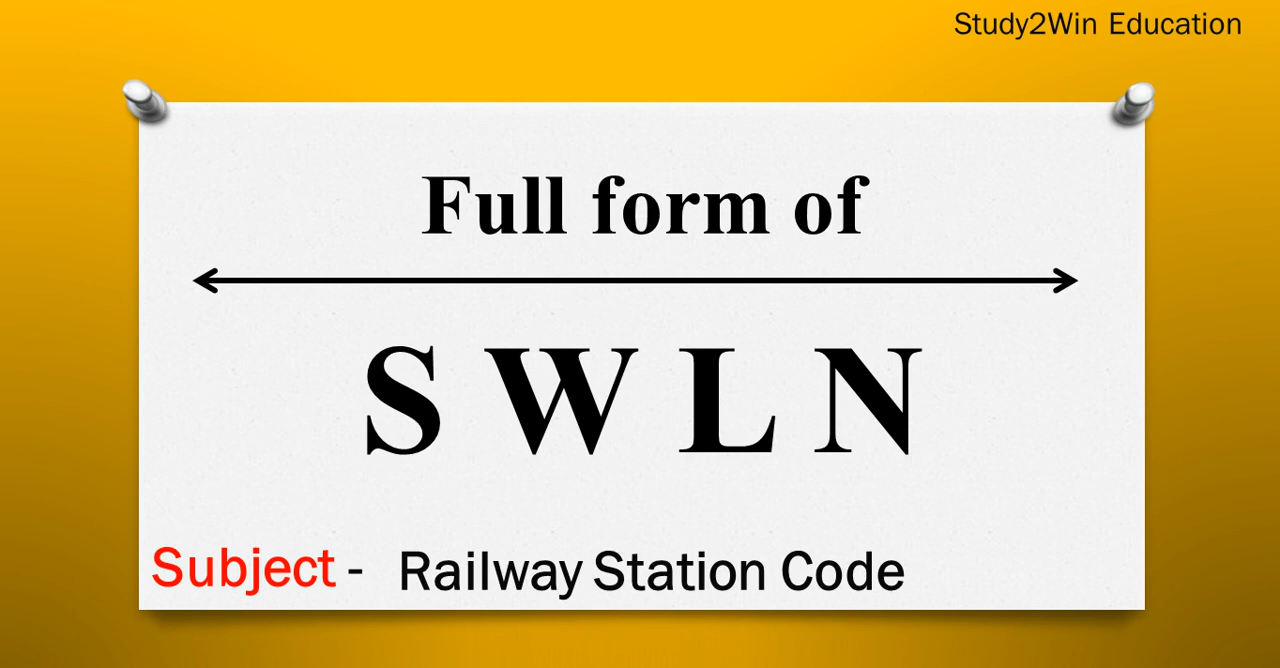 Study2Win Education
Full form of
S W L N
Subject - Railway Station Code